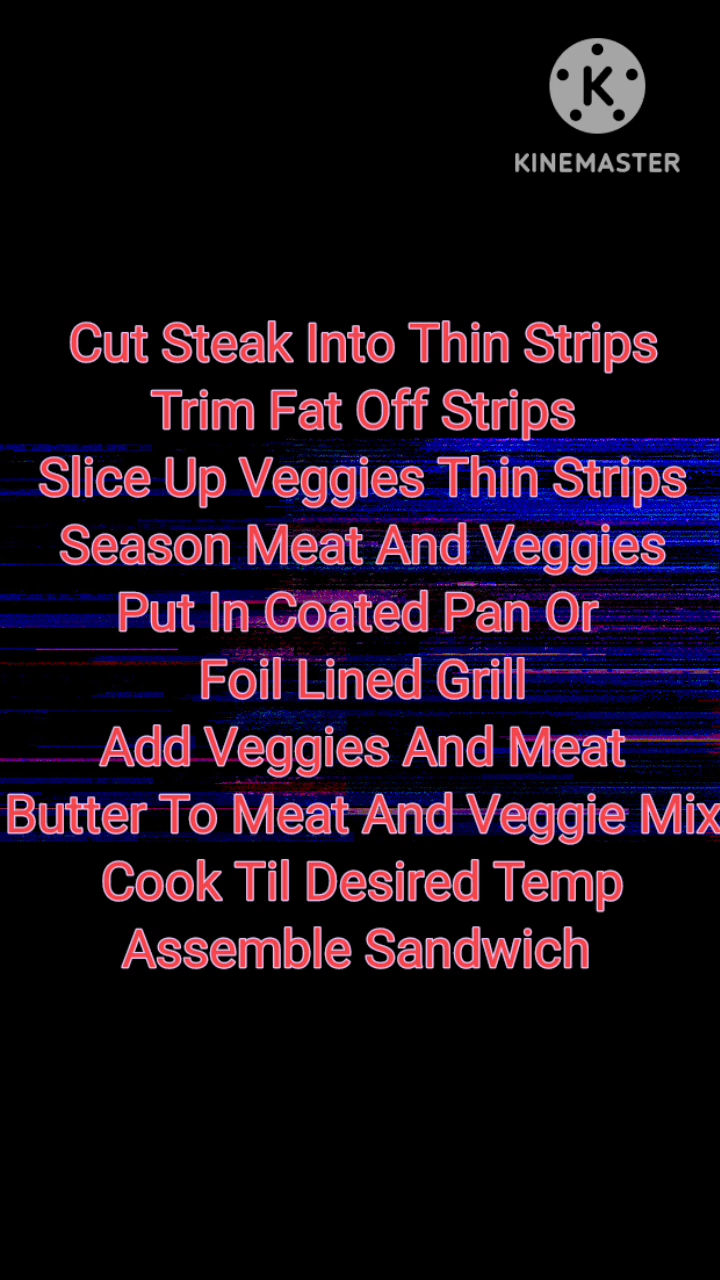 K
KINEMASTER
Cut Steak Into Thin Strips
Trim Fat Off Strips
Slice Up Veggies Thin Strips
Season Meat And Veggies
Put In Coated Pan Or
Foil Lined Grill
Add Veggies And Meat
Butter To Meat And Veggie Mix
Cook Til Desired Temp
Assemble Sandwich